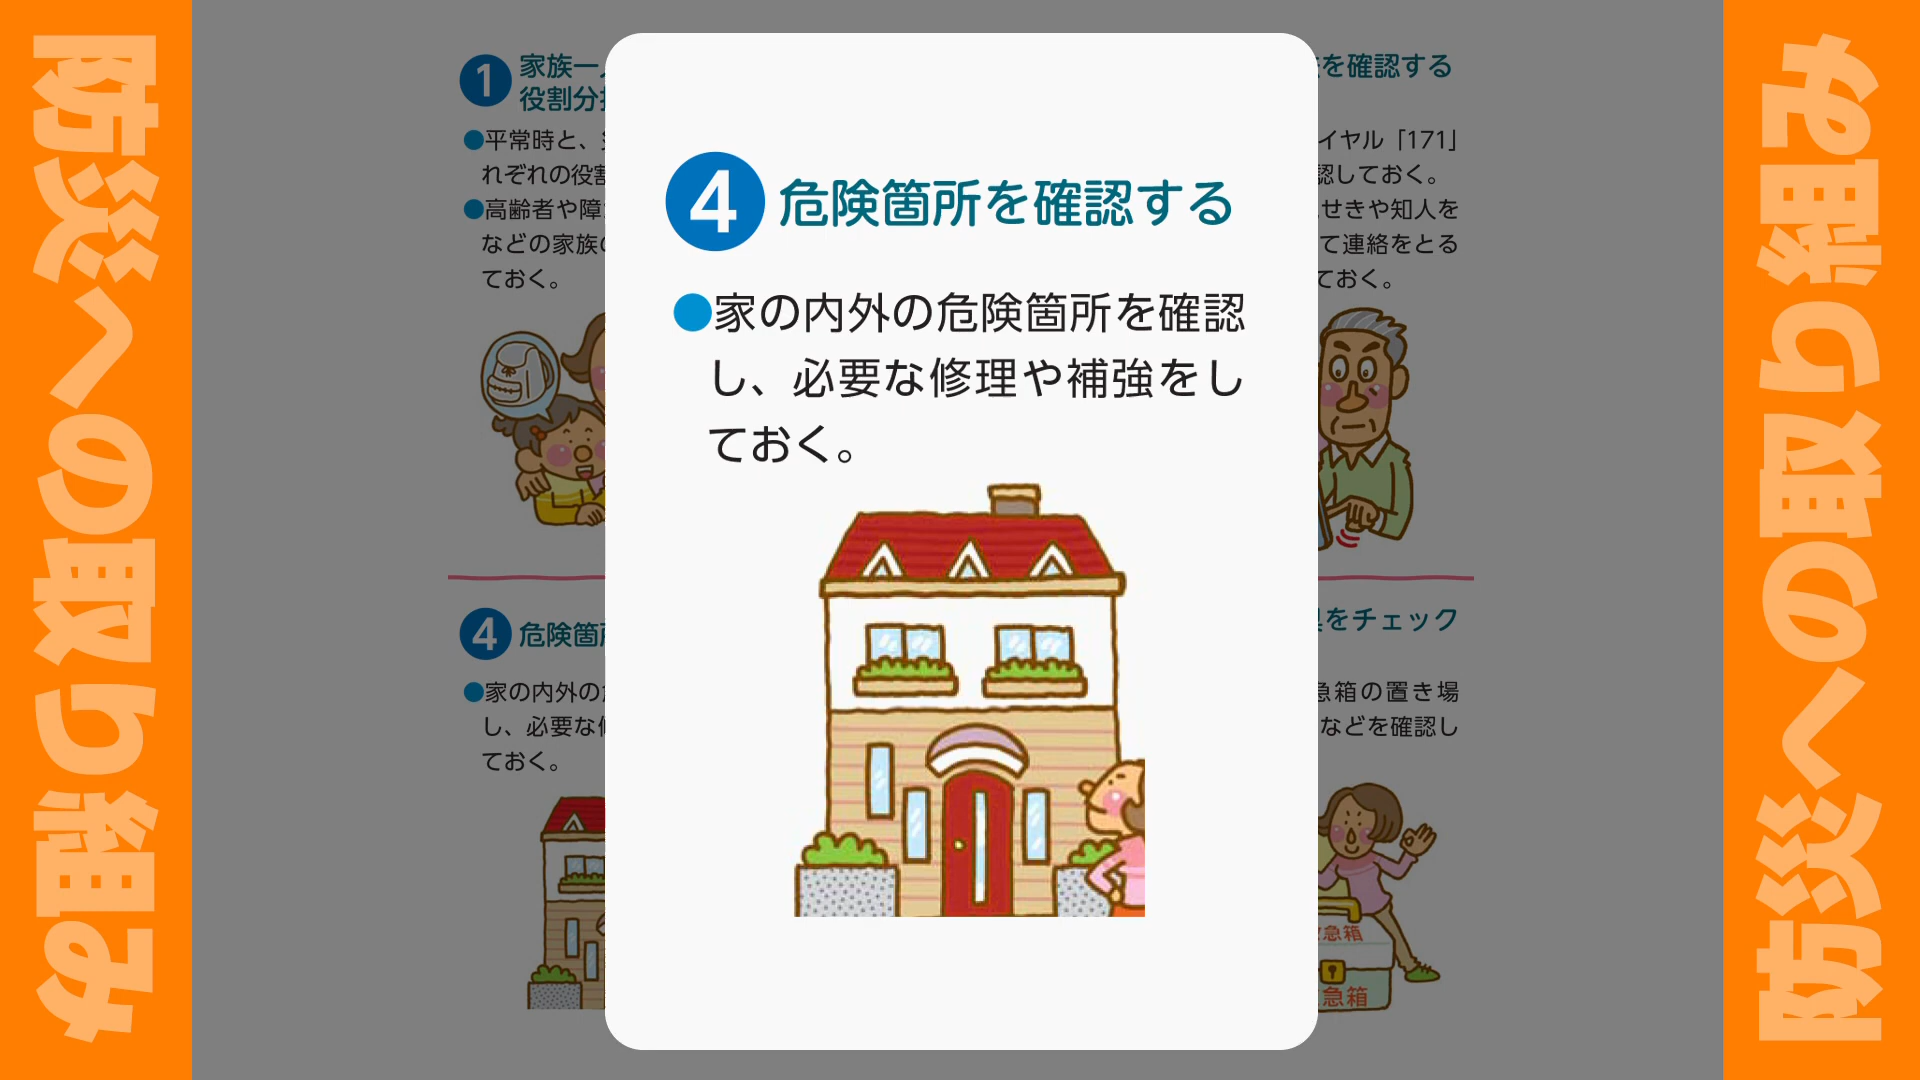 防災への取り組み
1 家族一
役割分
●平常時と、
れぞれの役割
●高齢者や障
などの家族
ておく。
4 危険箇所
●家の内外の
し、必要な
ておく。
4 危険箇所を確認する
●家の内外の危険箇所を確認
し、必要な修理や補強をし
ておく。
を確認する
イヤル「171」
認しておく。
せきや知人を
て連絡をとる
ておく。
をチェック
急箱の置き場
などを確認し
急箱
急箱
防災への取り組み